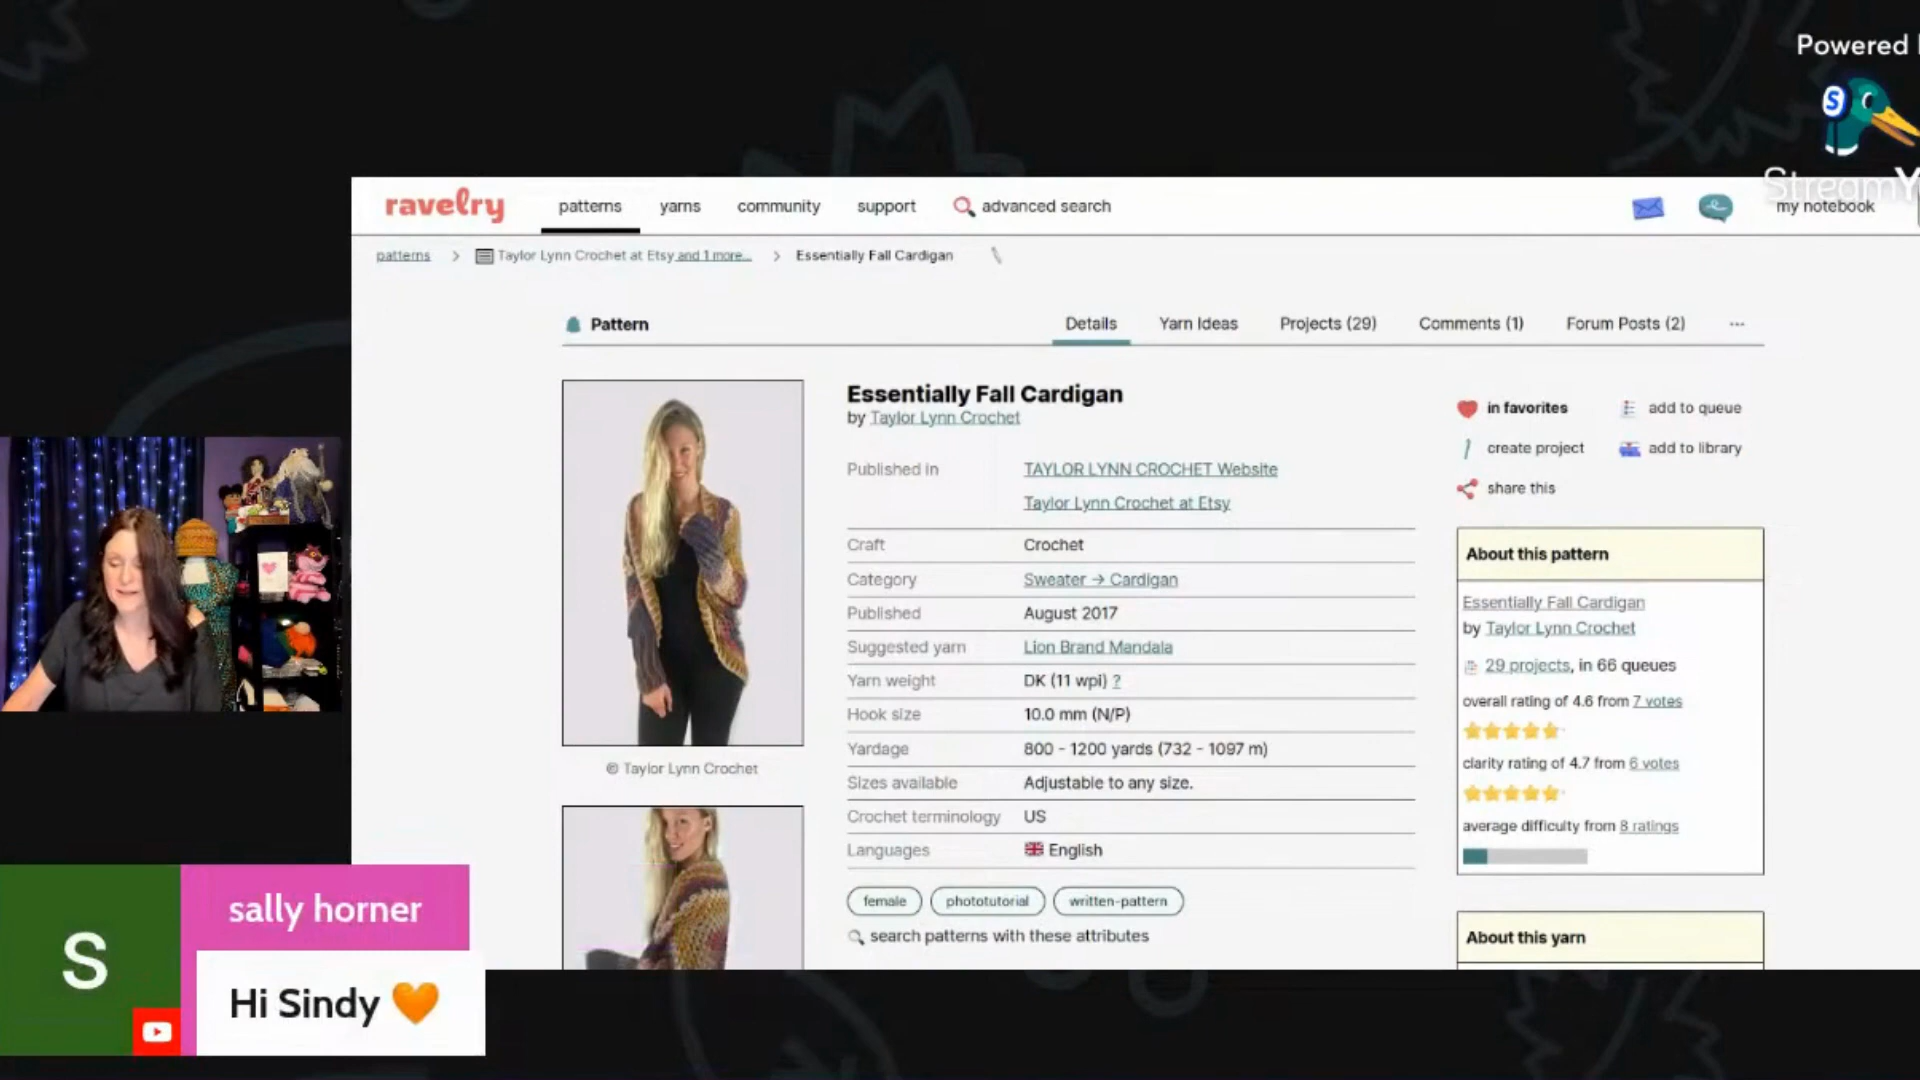 Powered
StreamY
ravelry
patterns
yarns
community
support
advanced search
my notebook
patterns > Taylor Lynn Crochet at Etsy and 1 more... > Essentially Fall Cardigan
Pattern
Details
Yarn Ideas
Projects (29)
Comments (1)
Forum Posts (2)
...
Essentially Fall Cardigan
by Taylor Lynn Crochet
Published in TAYLOR LYNN CROCHET Website
Taylor Lynn Crochet at Etsy
Craft Crochet
Category Sweater → Cardigan
Published August 2017
Suggested yarn Lion Brand Mandala
Yarn weight DK (11 wpi) ?
Hook size 10.0 mm (N/P)
Yardage 800 - 1200 yards (732 - 1097 m)
Sizes available Adjustable to any size.
Crochet terminology US
Languages English
female
phototutorial
written-pattern
search patterns with these attributes
© Taylor Lynn Crochet
in favorites
add to queue
create project
add to library
share this
About this pattern
Essentially Fall Cardigan
by Taylor Lynn Crochet
29 projects, in 66 queues
overall rating of 4.6 from 7 votes
clarity rating of 4.7 from 6 votes
average difficulty from 8 ratings
About this yarn
S
sally horner
Hi Sindy 🧡